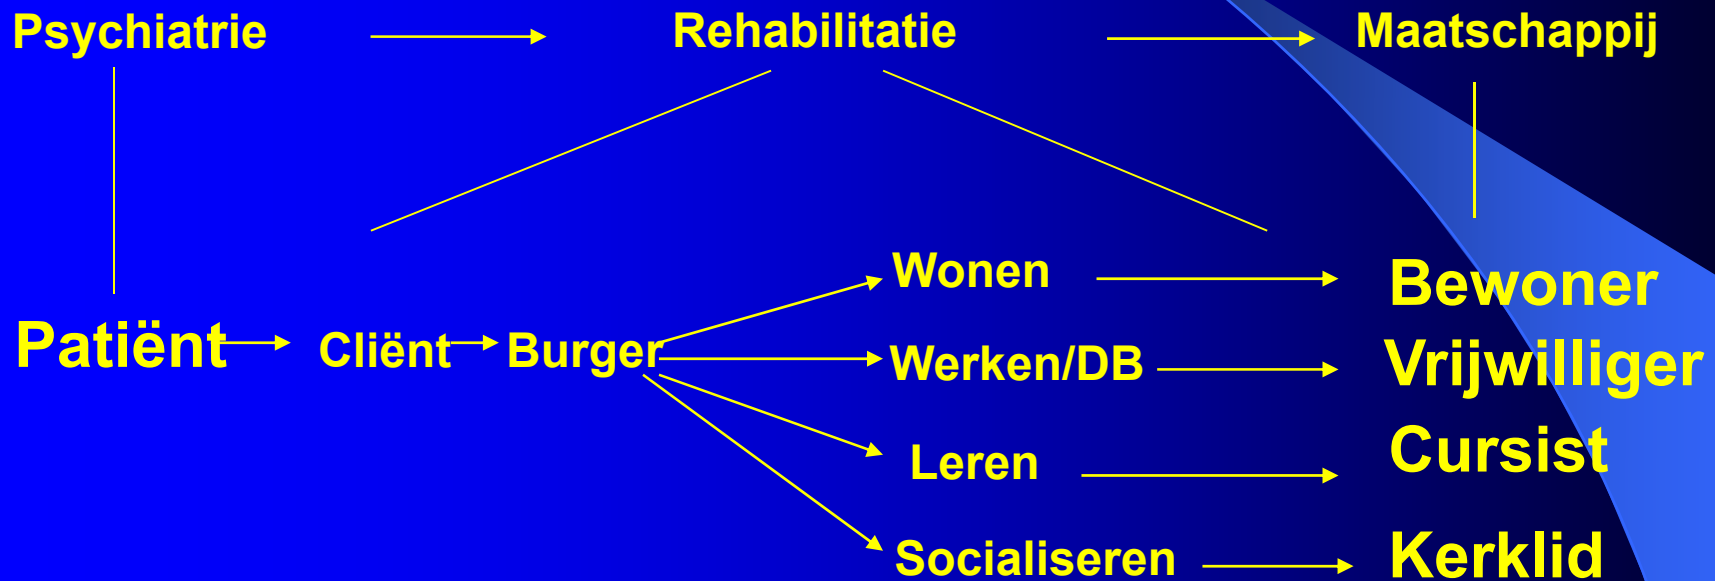 Psychiatrie Rehabilitatie Maatschappij
Wonen Bewoner
Patiënt Cliënt Burger Werken/DB Vrijwilliger
Leren Cursist
Socialiseren Kerklid